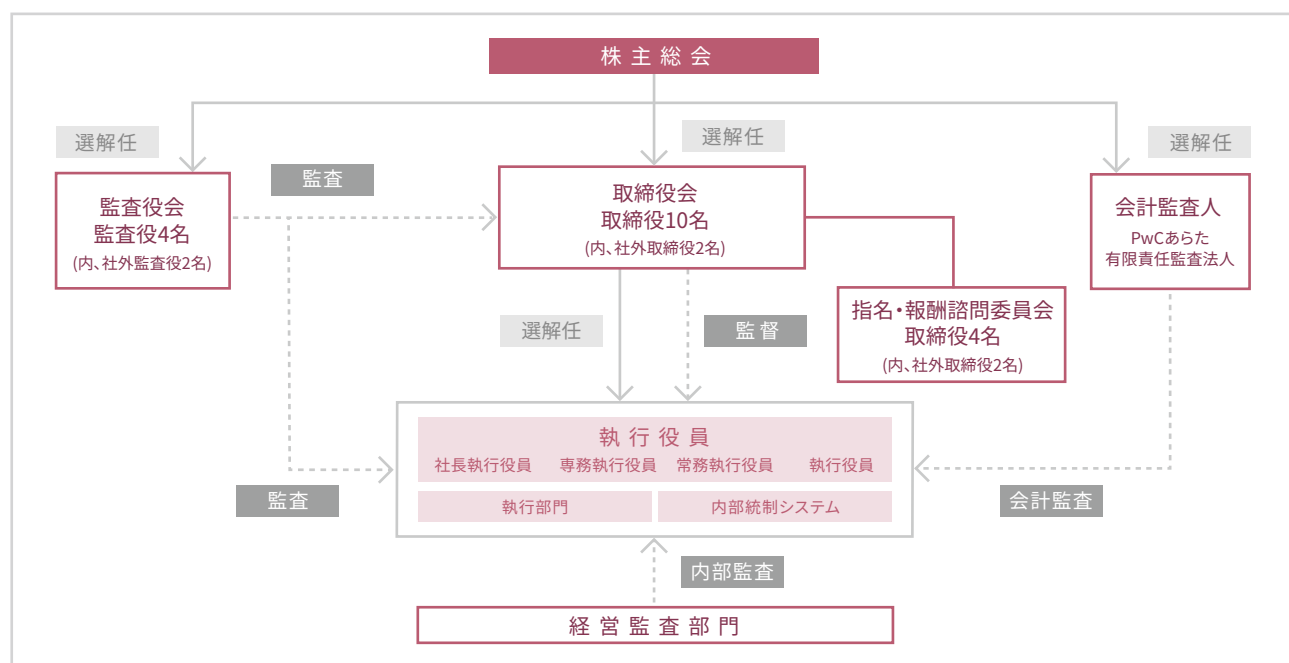 株主総会
選解任
選解任
選解任
監査
監査役会
監査役4名
(内、社外監査役2名)
取締役会
取締役10名
(内、社外取締役2名)
会計監査人
PwCあらた
有限責任監査法人
選解任
監督
指名・報酬諮問委員会
取締役4名
(内、社外取締役2名)
執行役員
社長執行役員 専務執行役員 常務執行役員 執行役員
執行部門 内部統制システム
監査
会計監査
内部監査
経営監査部門